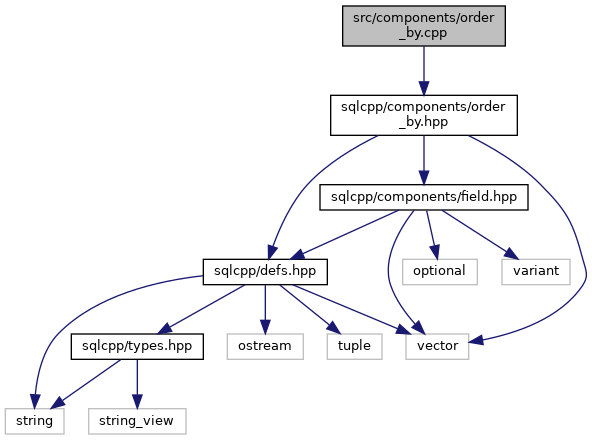 src/components/order
_by.cpp
sqlcpp/components/order
_by.hpp
sqlcpp/components/field.hpp
sqlcpp/defs.hpp
optional
variant
sqlcpp/types.hpp
ostream
tuple
vector
string
string_view